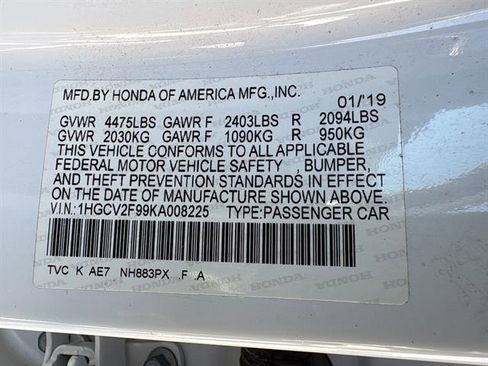 MFD.BY HONDA OF AMERICA MFG.,INC.
01/'19
GVWR 4475LBS GAWR F 2403LBS R 2094LBS
GVWR 2030KG GAWR F 1090KG R 950KG
THIS VEHICLE CONFORMS TO ALL APPLICABLE
FEDERAL MOTOR VEHICLE SAFETY , BUMPER,
AND THEFT PREVENTION STANDARDS IN EFFECT
ON THE DATE OF MANUFACTURE SHOWN ABOVE.
V.I.N.:1HGCV2F99KA008225 TYPE:PASSENGER CAR
TVC K AE7 NH883PX .F .A